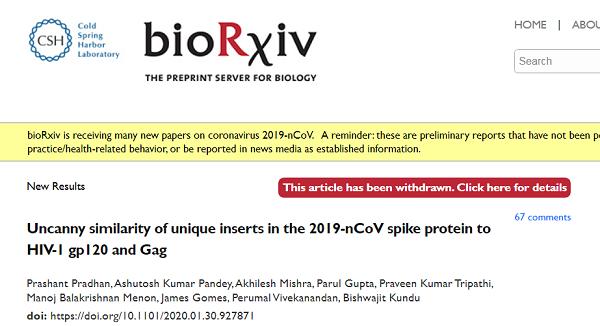 HOME | ABOU
CSH
Cold
Spring
Harbor
Laboratory
bioRxiv
THE PREPRINT SERVER FOR BIOLOGY
Search
bioRxiv is receiving many new papers on coronavirus 2019-nCoV. A reminder: these are preliminary reports that have not been pe
practice/health-related behavior, or be reported in news media as established information.
New Results
This article has been withdrawn. Click here for details
67 comments
Uncanny similarity of unique inserts in the 2019-nCoV spike protein to
HIV-1 gp120 and Gag
Prashant Pradhan, Ashutosh Kumar Pandey, Akhilesh Mishra, Parul Gupta, Praveen Kumar Tripathi,
Manoj Balakrishnan Menon, James Gomes, Perumal Vivekanandan, Bishwajit Kundu
doi: https://doi.org/10.1101/2020.01.30.927871